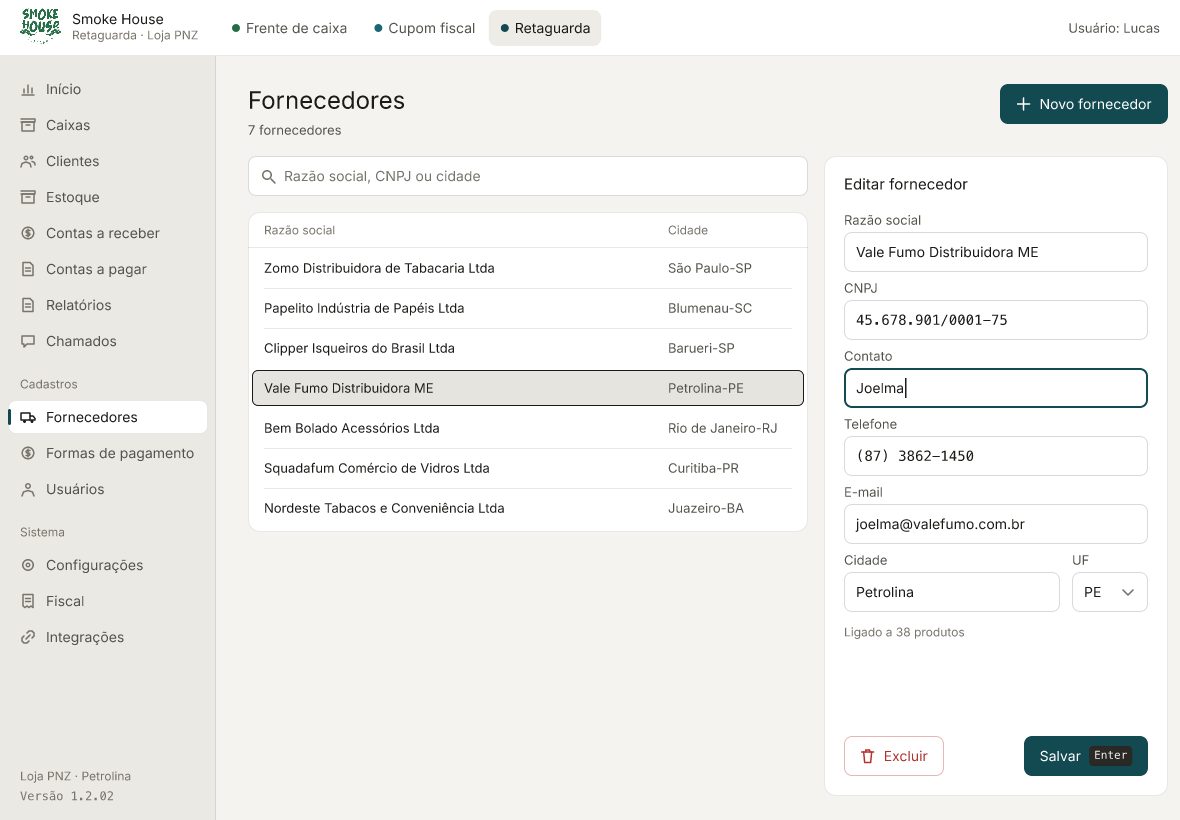 SMOKE HOUSE
Smoke House
Retaguarda · Loja PNZ
Frente de caixa
Cupom fiscal
Retaguarda
Usuário: Lucas
Início
Caixas
Clientes
Estoque
Contas a receber
Contas a pagar
Relatórios
Chamados
Cadastros
Fornecedores
Formas de pagamento
Usuários
Sistema
Configurações
Fiscal
Integrações
Loja PNZ · Petrolina
Versão 1.2.02
Fornecedores
7 fornecedores
Novo fornecedor
Razão social, CNPJ ou cidade
Razão social Cidade
Zomo Distribuidora de Tabacaria Ltda São Paulo-SP
Papelito Indústria de Papéis Ltda Blumenau-SC
Clipper Isqueiros do Brasil Ltda Barueri-SP
Vale Fumo Distribuidora ME Petrolina-PE
Bem Bolado Acessórios Ltda Rio de Janeiro-RJ
Squadafum Comércio de Vidros Ltda Curitiba-PR
Nordeste Tabacos e Conveniência Ltda Juazeiro-BA
Editar fornecedor
Razão social
Vale Fumo Distribuidora ME
CNPJ
45.678.901/0001-75
Contato
Joelma
Telefone
(87) 3862-1450
E-mail
joelma@valefumo.com.br
Cidade UF
Petrolina PE
Ligado a 38 produtos
Excluir
Salvar Enter